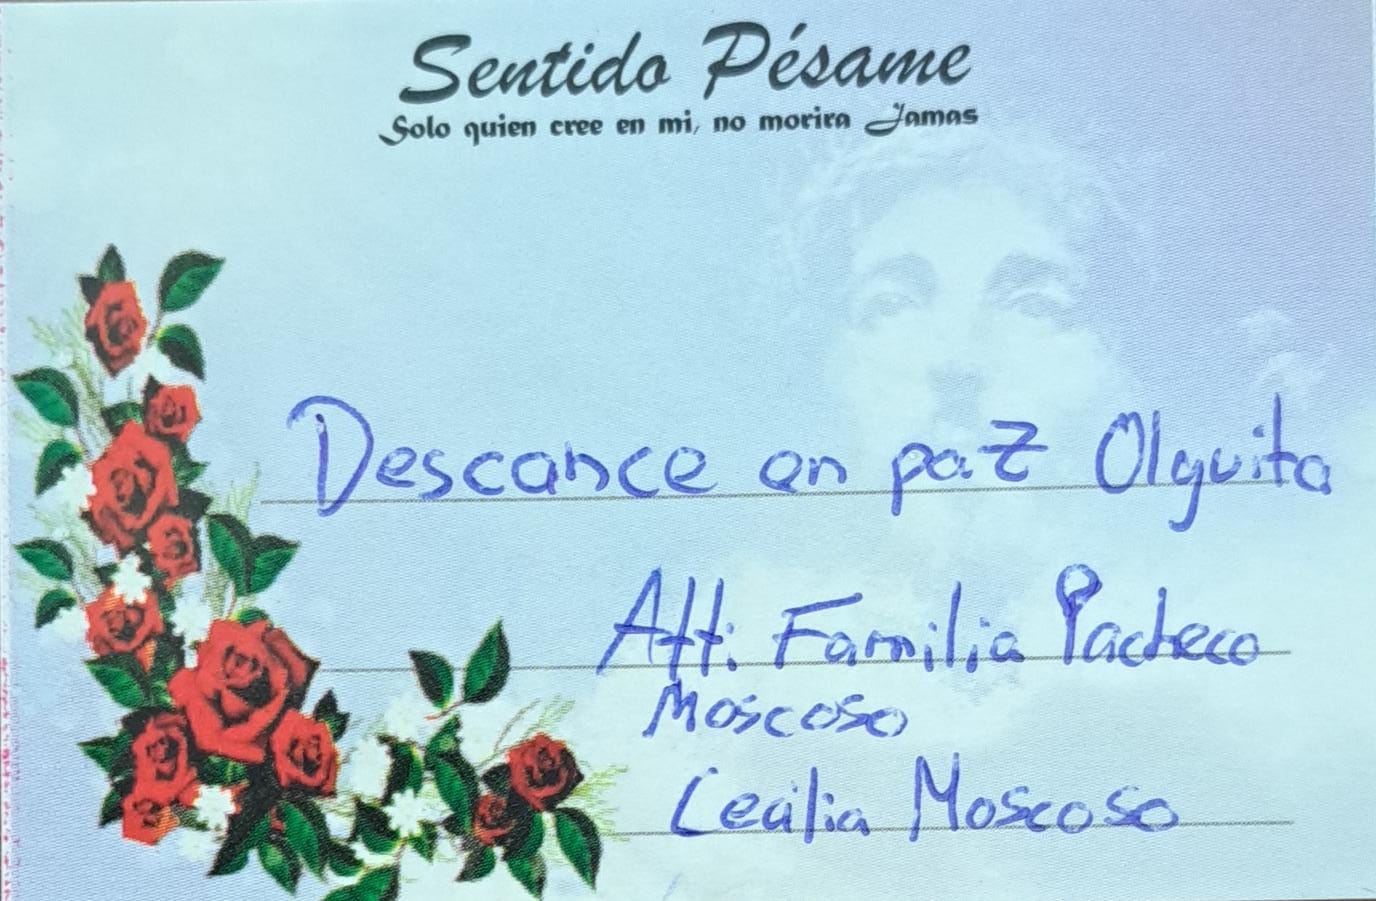 Sentido Pésame
Solo quien cree en mi, no morira Jamas
Descance en paz Olguita
Att: Familia Pacheco
Moscoso
Cecilia Moscoso